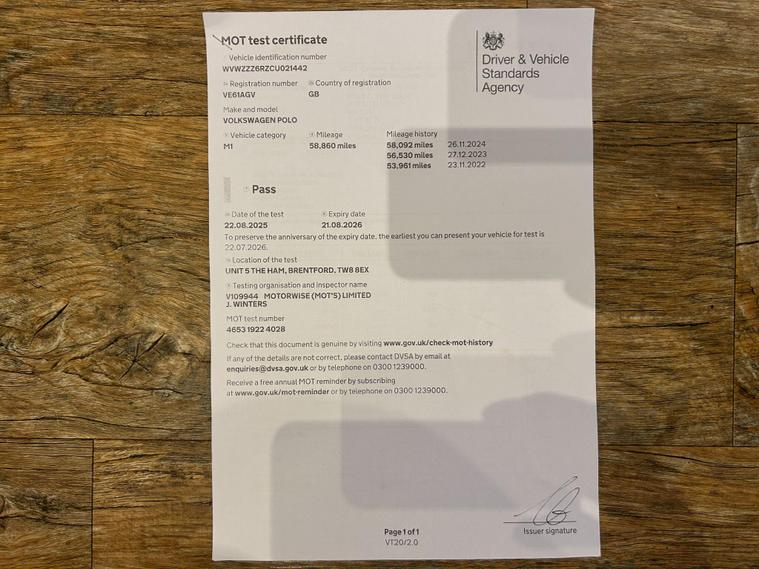 MOT test certificate
Vehicle identification number
WVWZZZ6RZCU021442
Registration number Country of registration
VE61AGV GB
Make and model
VOLKSWAGEN POLO
Vehicle category Mileage Mileage history
M1 58,860 miles 58,092 miles 26.11.2024
56,530 miles 27.12.2023
53,961 miles 23.11.2022
Pass
Date of the test Expiry date
22.08.2025 21.08.2026
To preserve the anniversary of the expiry date, the earliest you can present your vehicle for test is
22.07.2026.
Location of the test
UNIT 5 THE HAM, BRENTFORD, TW8 8EX
Testing organisation and inspector name
V109944 MOTORWISE (MOT'S) LIMITED
J. WINTERS
MOT test number
4653 1922 4028
Check that this document is genuine by visiting www.gov.uk/check-mot-history
If any of the details are not correct, please contact DVSA by email at
enquiries@dvsa.gov.uk or by telephone on 0300 1239000.
Receive a free annual MOT reminder by subscribing
at www.gov.uk/mot-reminder or by telephone on 0300 1239000.
Driver & Vehicle
Standards
Agency
Issuer signature
Page 1 of 1
VT20/2.0